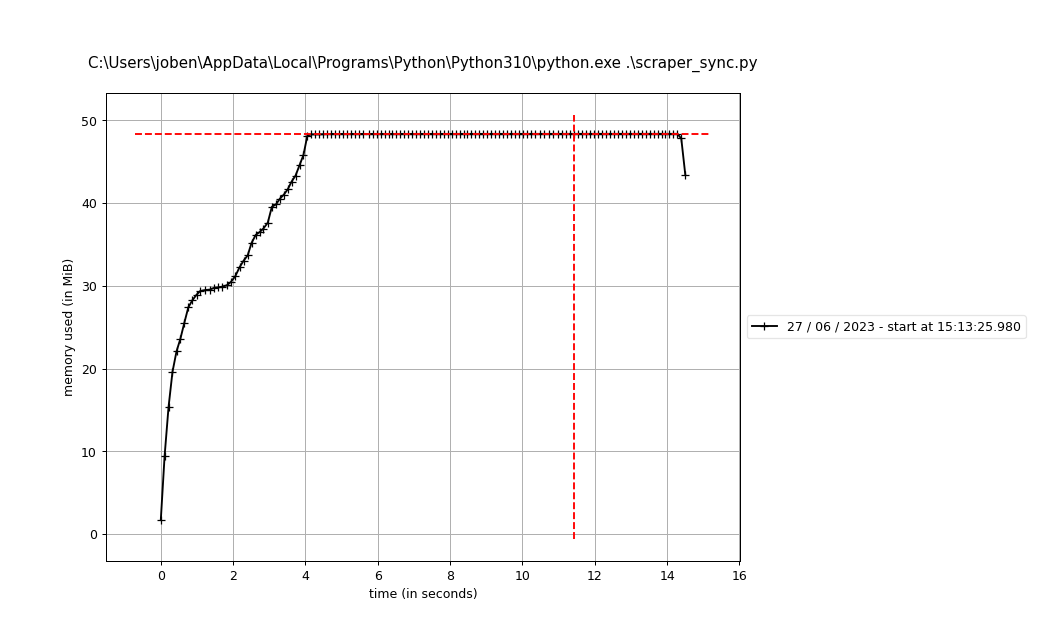 C:\Users\joben\AppData\Local\Programs\Python\Python310\python.exe .\scraper_sync.py
50
40
30
20
10
0
memory used (in MiB)
0 2 4 6 8 10 12 14 16
time (in seconds)
27 / 06 / 2023 - start at 15:13:25.980